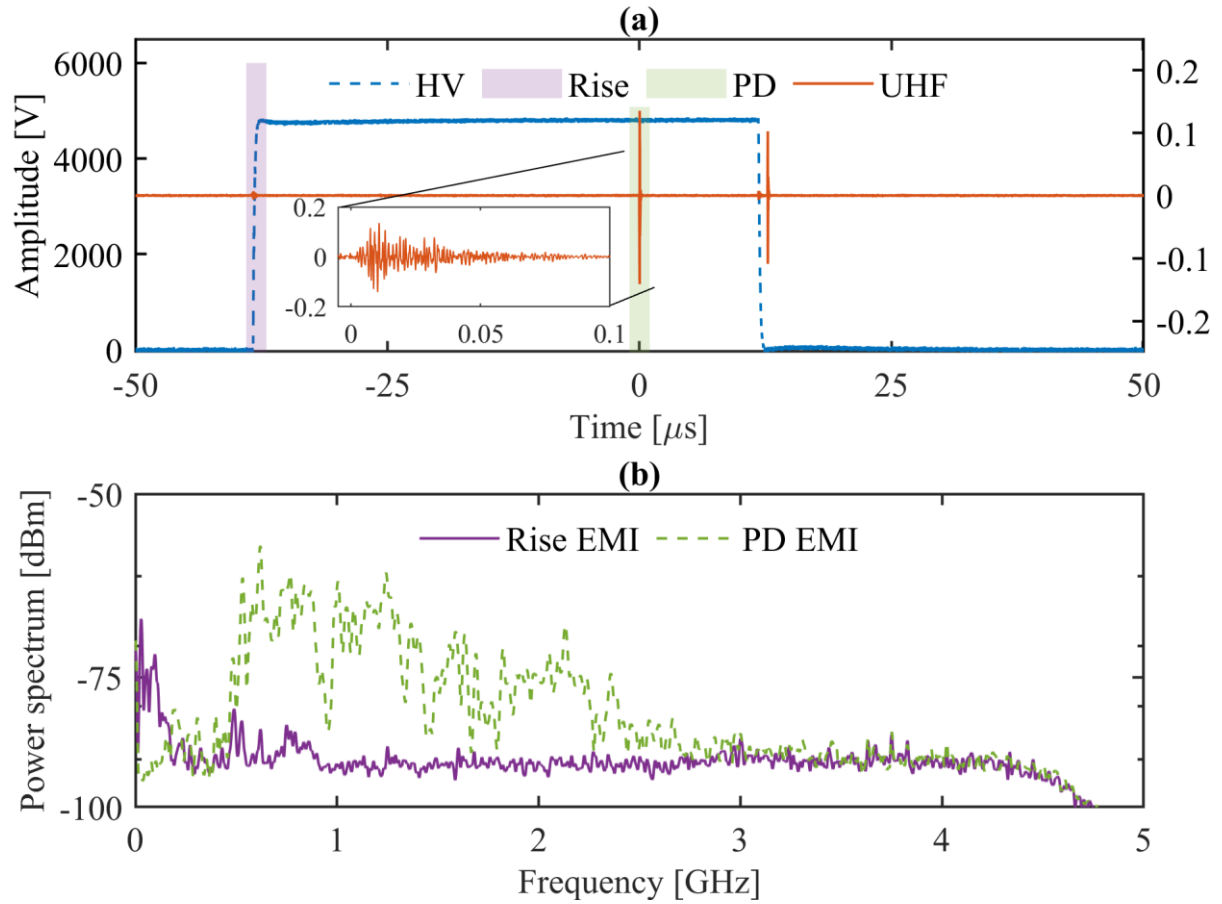 (a)
6000
4000
2000
0
Amplitude [V]
HV Rise PD UHF
0.2
0.1
0
-0.1
-0.2
0.2
0
-0.2
0 0.05 0.1
-50 -25 0 25 50
Time [μs]
(b)
-50
-75
-100
Power spectrum [dBm]
Rise EMI PD EMI
0 1 2 3 4 5
Frequency [GHz]